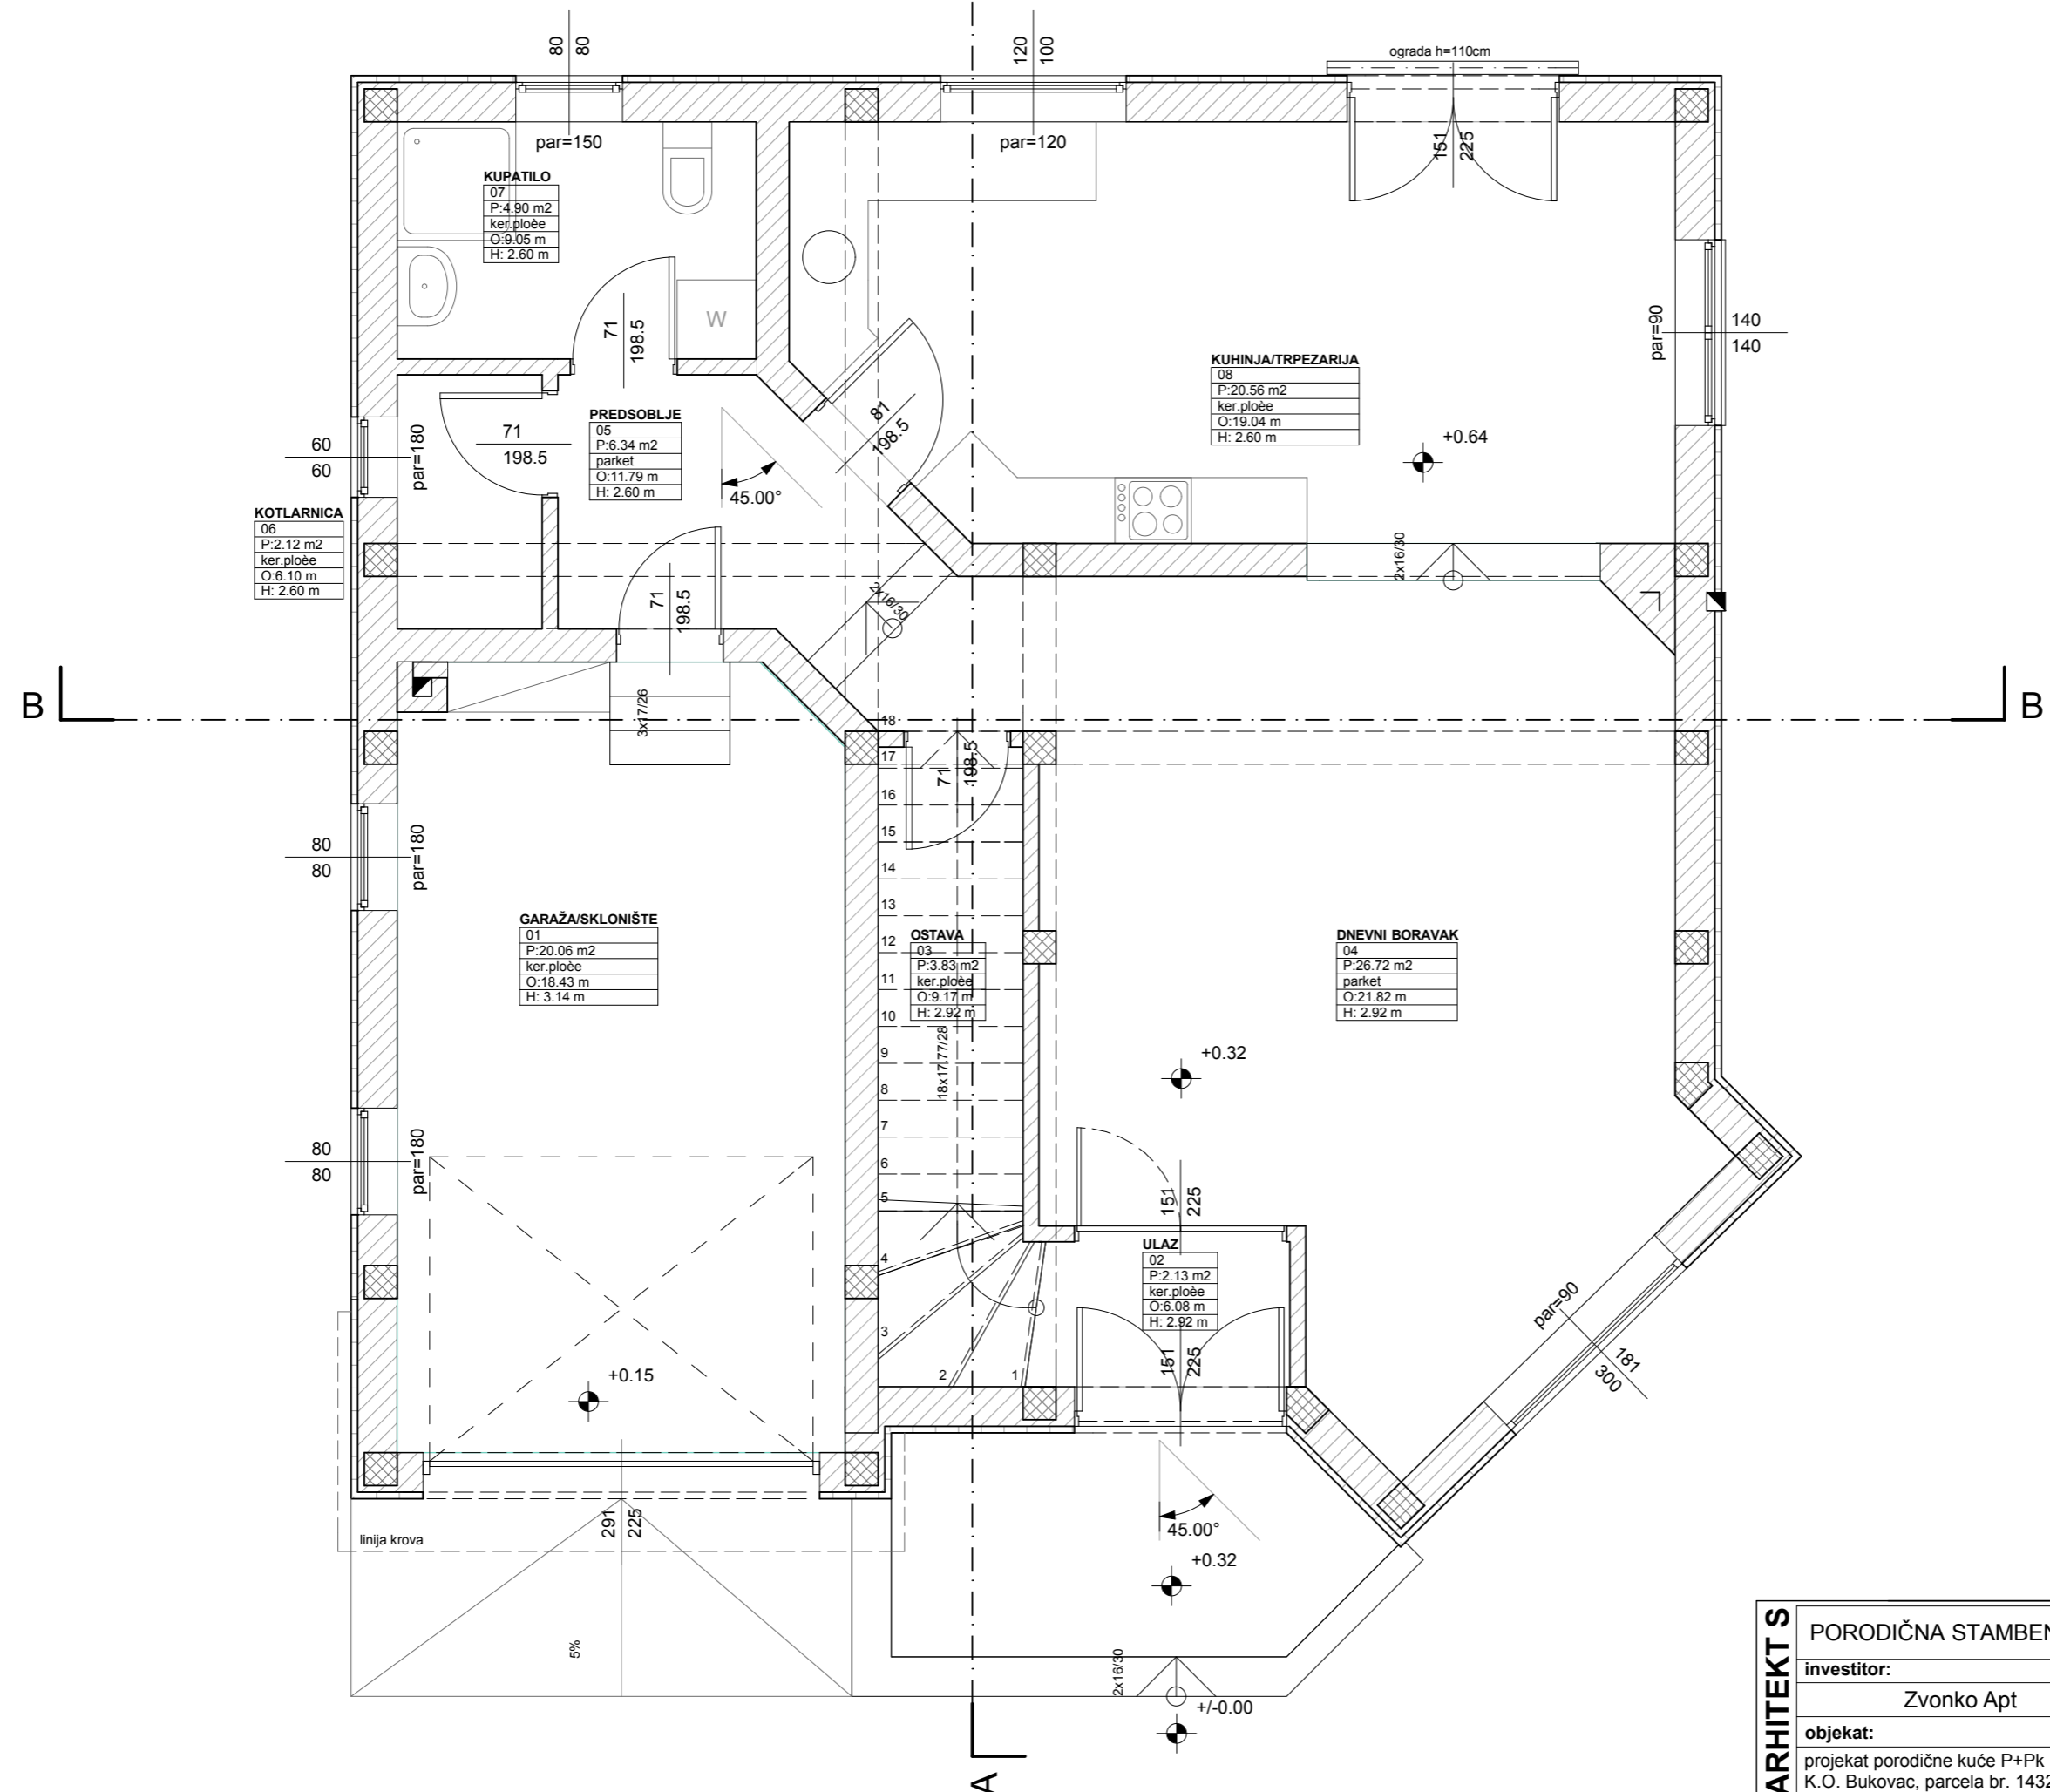 80
80
120
100
ograda h=110cm
par=150
par=120
151
225
KUPATILO
07
P:4.90 m2
ker.ploèe
O:9.05 m
H: 2.60 m
W
71
198.5
par=90
140
140
KUHINJA/TRPEZARIJA
08
P:20.56 m2
ker.ploèe
O:19.04 m
H: 2.60 m
81
198.5
+0.64
60
60
par=180
71
198.5
PREDSOBLJE
05
P:6.34 m2
parket
O:11.79 m
H: 2.60 m
45.00°
KOTLARNICA
06
P:2.12 m2
ker.ploèe
O:6.10 m
H: 2.60 m
71
198.5
2x16/30
2x16/30
3x17/26
B
B
18
17
16
15
14
13
12
11
10
9
8
7
6
5
4
3
2
1
71
198.5
80
80
par=180
GARAŽA/SKLONIŠTE
01
P:20.06 m2
ker.ploèe
O:18.43 m
H: 3.14 m
OSTAVA
03
P:3.83 m2
ker.ploèe
O:9.17 m
H: 2.92 m
18x17.77/28
DNEVNI BORAVAK
04
P:26.72 m2
parket
O:21.82 m
H: 2.92 m
+0.32
80
80
par=180
151
225
ULAZ
02
P:2.13 m2
ker.ploèe
O:6.08 m
H: 2.92 m
151
225
par=90
181
300
+0.15
291
225
linija krova
5%
45.00°
+0.32
2x16/30
+/-0.00
A
ARHITEKT S
PORODIČNA STAMBEN
investitor:
Zvonko Apt
objekat:
projekat porodične kuće P+Pk
K.O. Bukovac, parcela br. 1432